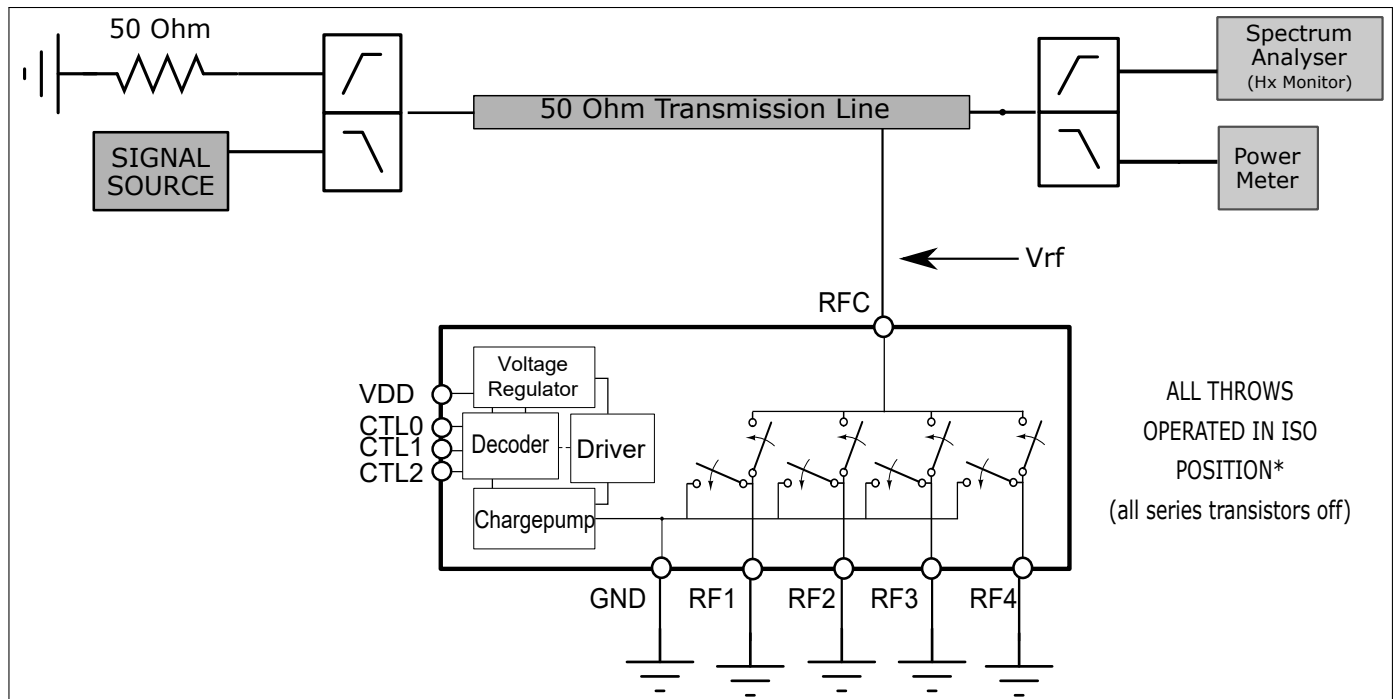 50 Ohm
SIGNAL
SOURCE
50 Ohm Transmission Line
Spectrum
Analyser
(Hx Monitor)
Power
Meter
Vrf
RFC
VDD
CTL0
CTL1
CTL2
Voltage
Regulator
Decoder
Driver
Chargepump
ALL THROWS
OPERATED IN ISO
POSITION*
(all series transistors off)
GND
RF1
RF2
RF3
RF4